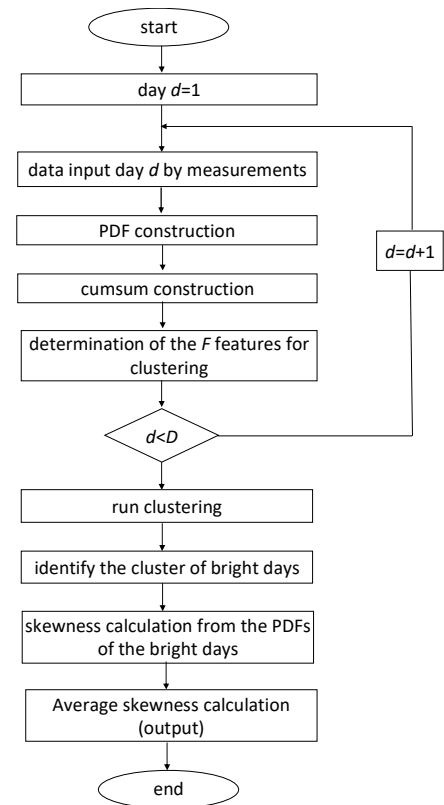 start
day d=1
data input day d by measurements
PDF construction
d=d+1
cumsum construction
determination of the F features for
clustering
d<D
run clustering
identify the cluster of bright days
skewness calculation from the PDFs
of the bright days
Average skewness calculation
(output)
end